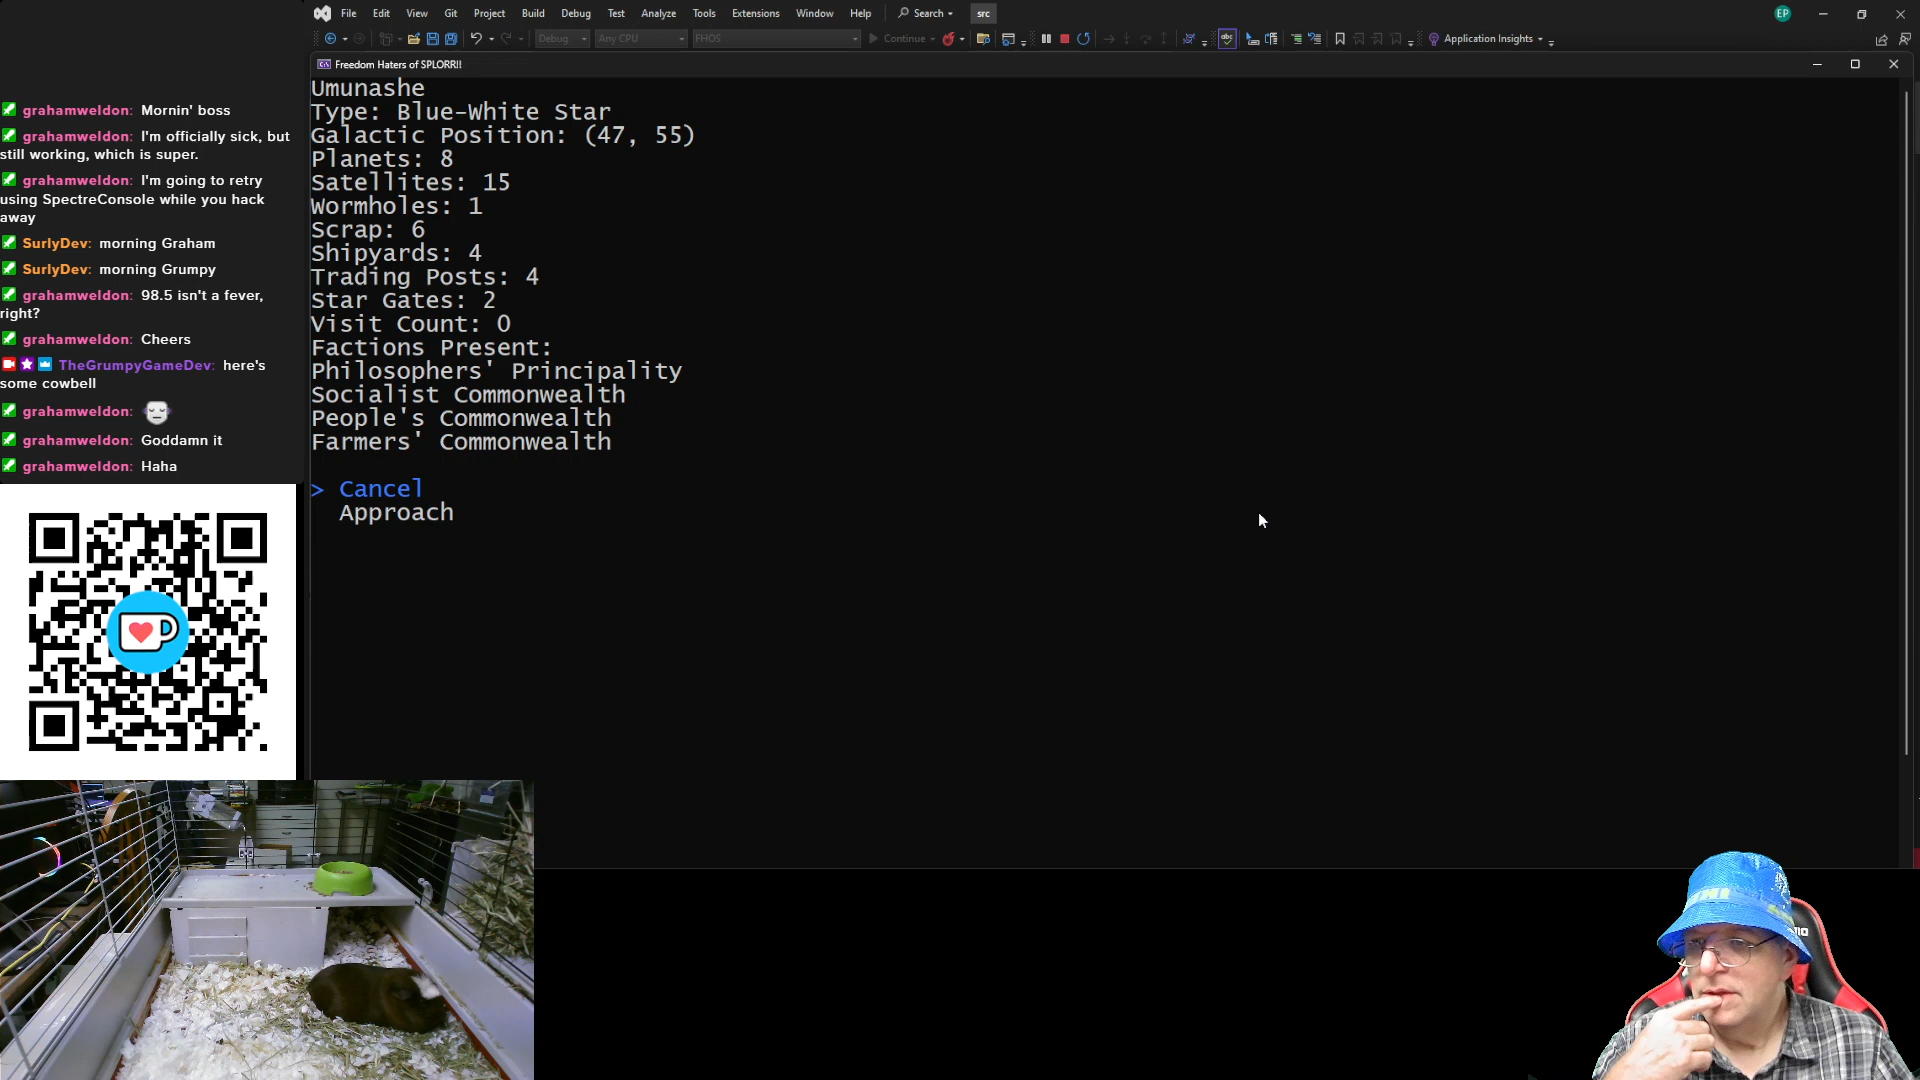 File Edit View Git Project Build Debug Test Analyze Tools Extensions Window Help Search src EP
Debug Any CPU FHOS Continue Application Insights
Freedom Haters of SPLORR!!
Umunashe
Type: Blue-White Star
Galactic Position: (47, 55)
Planets: 8
Satellites: 15
Wormholes: 1
Scrap: 6
Shipyards: 4
Trading Posts: 4
Star Gates: 2
Visit Count: 0
Factions Present:
Philosophers' Principality
Socialist Commonwealth
People's Commonwealth
Farmers' Commonwealth
> Cancel
Approach
grahamweldon: Mornin' boss
grahamweldon: I'm officially sick, but
still working, which is super.
grahamweldon: I'm going to retry
using SpectreConsole while you hack
away
SurlyDev: morning Graham
SurlyDev: morning Grumpy
grahamweldon: 98.5 isn't a fever,
right?
grahamweldon: Cheers
TheGrumpyGameDev: here's
some cowbell
grahamweldon:
grahamweldon: Goddamn it
grahamweldon: Haha